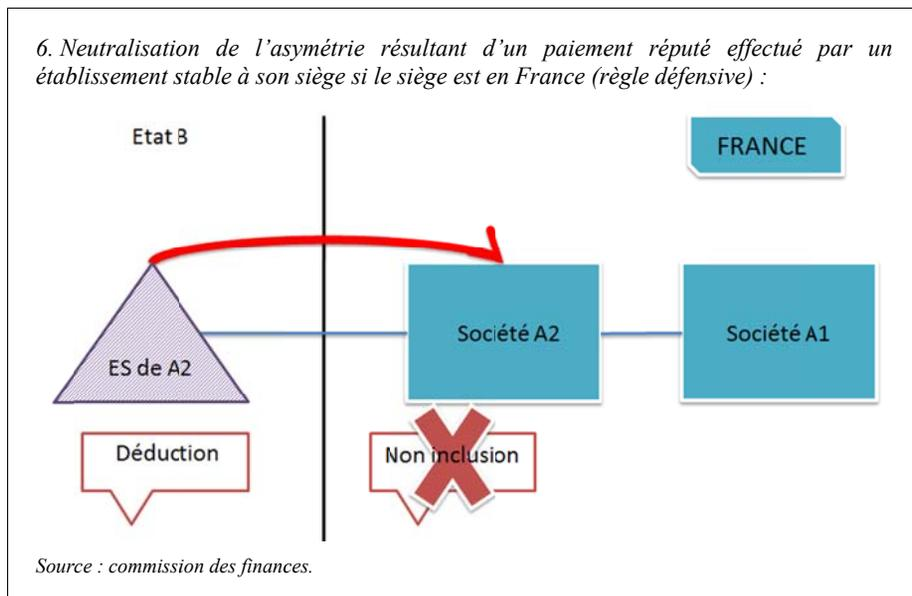 6. Neutralisation de l’asymétrie résultant d’un paiement réputé effectué par un
établissement stable à son siège si le siège est en France (règle défensive) :
Etat B
FRANCE
ES de A2
Société A2
Société A1
Déduction
Non inclusion
Source : commission des finances.